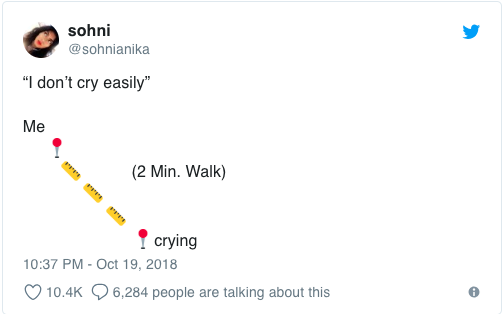 sohni
@sohnianika
“I don’t cry easily”
Me
(2 Min. Walk)
crying
10:37 PM - Oct 19, 2018
10.4K 6,284 people are talking about this